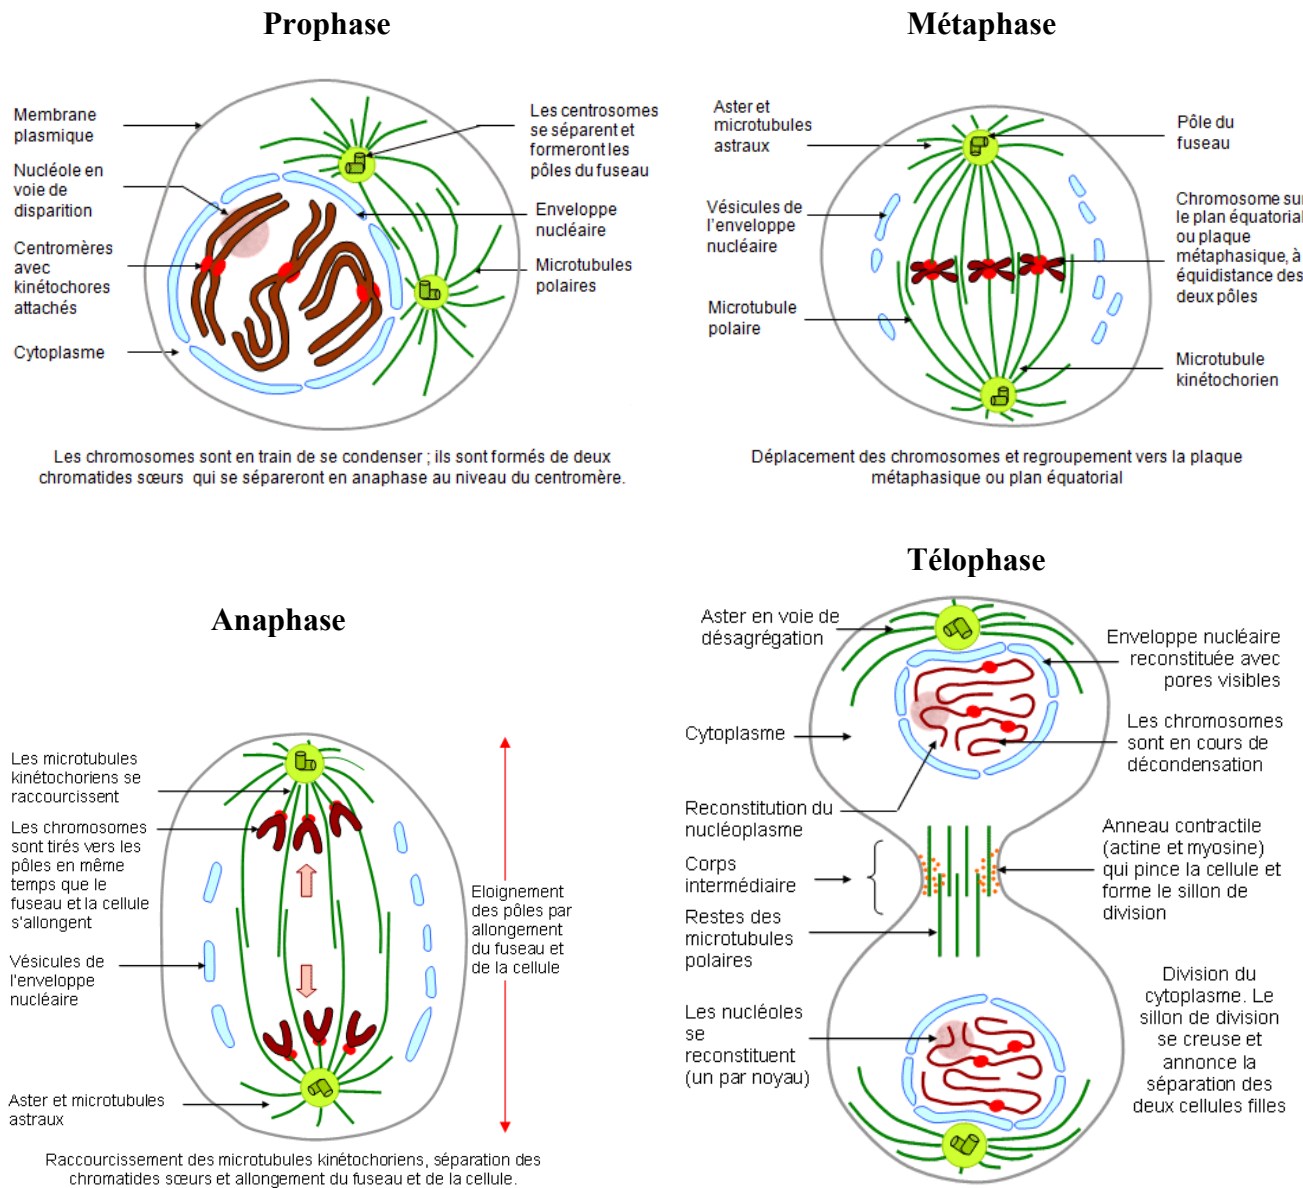 Prophase
Membrane
plasmique
Nucléole en
voie de
disparition
Centromères
avec
kinétochores
attachés
Cytoplasme
Les centrosomes
se séparent et
formeront les
pôles du fuseau
Enveloppe
nucléaire
Microtubules
polaires
Les chromosomes sont en train de se condenser ; ils sont formés de deux
chromatides sœurs qui se sépareront en anaphase au niveau du centromère.
Métaphase
Aster et
microtubules
astraux
Vésicules de
l'enveloppe
nucléaire
Microtubule
polaire
Pôle du
fuseau
Chromosome sur
le plan équatorial
ou plaque
métaphasique, à
équidistance des
deux pôles
Microtubule
kinétochorien
Déplacement des chromosomes et regroupement vers la plaque
métaphasique ou plan équatorial
Anaphase
Les microtubules
kinétochoriens se
raccourcissent
Les chromosomes
sont tirés vers les
pôles en même
temps que le
fuseau et la cellule
s'allongent
Vésicules de
l'enveloppe
nucléaire
Aster et microtubules
astraux
Eloignement
des pôles par
allongement
du fuseau et
de la cellule
Raccourcissement des microtubules kinétochoriens, séparation des
chromatides sœurs et allongement du fuseau et de la cellule.
Télophase
Aster en voie de
désagrégation
Cytoplasme
Reconstitution du
nucléoplasme
Corps
intermédiaire
Restes des
microtubules
polaires
Les nucléoles
se
reconstituent
(un par noyau)
Enveloppe nucléaire
reconstituée avec
pores visibles
Les chromosomes
sont en cours de
décondensation
Anneau contractile
(actine et myosine)
qui pince la cellule et
forme le sillon de
division
Division du
cytoplasme. Le
sillon de division
se creuse et
annonce la
séparation des
deux cellules filles